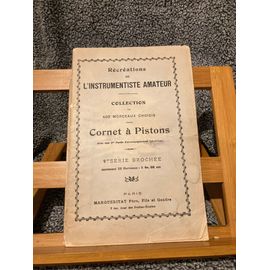 Récréations
DE
L'INSTRUMENTISTE AMATEUR
COLLECTION
DE
400 MORCEAUX CHOISIS
POUR
Cornet à Pistons
SÉRIE BROCHÉE
PARIS
MARGUERITAT Père, Fils et Gendre